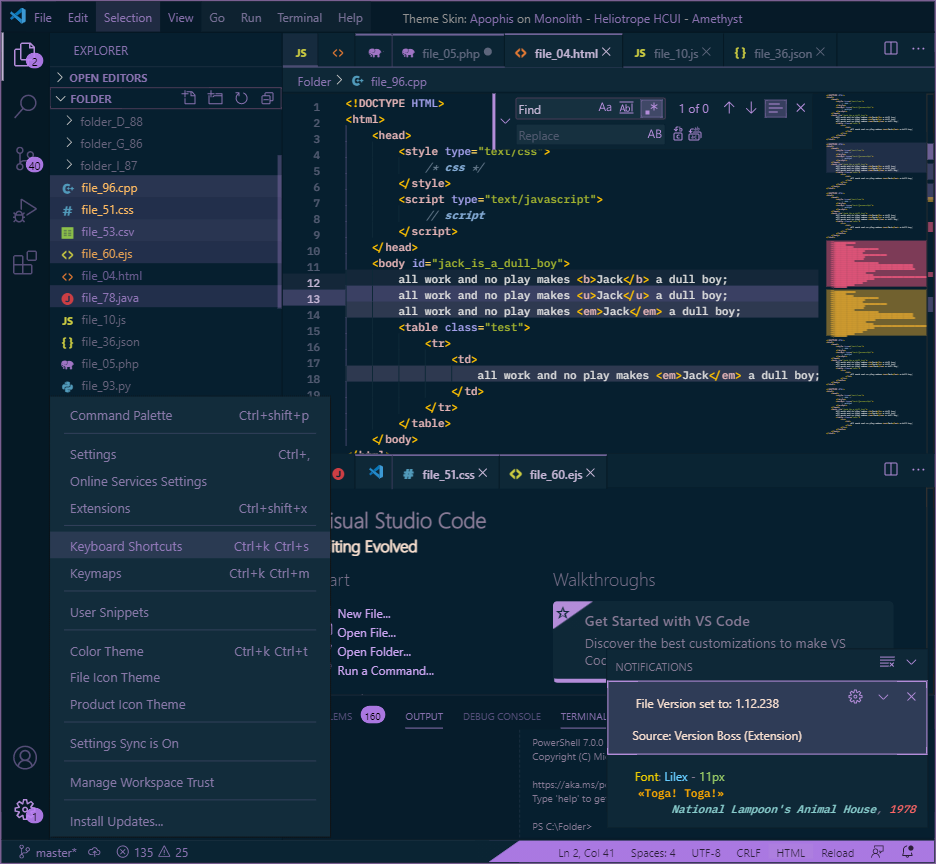 File Edit Selection View Go Run Terminal Help Theme Skin: Apophis on Monolith - Heliotrope HCUI - Amethyst
2
EXPLORER
OPEN EDITORS
FOLDER
folder_D_88
folder_G_86
folder_I_87
file_96.cpp
file_51.css
file_53.csv
file_60.ejs
file_04.html
file_78.java
file_10.js
file_36.json
file_05.php
file_93.py
40
JS file_05.php file_04.html JS file_10.js file_36.json
Folder file_96.cpp
Find Aa Abl 1 of 0
Replace AB
1 <!DOCTYPE HTML>
2 <html>
3 <head>
4 <style type="text/css">
5 /* css */
6 </style>
7 <script type="text/javascript">
8 // script
9 </script>
10 </head>
11 <body id="jack_is_a_dull_boy">
12 all work and no play makes <b>Jack</b> a dull boy;
13 all work and no play makes <u>Jack</u> a dull boy;
14 all work and no play makes <em>Jack</em> a dull boy;
15 <table class="test">
16 <tr>
17 <td>
18 all work and no play makes <em>Jack</em> a dull boy;
19 </td>
</tr>
</table>
</body>
Command Palette Ctrl+shift+p
Settings Ctrl+,
Online Services Settings
Extensions Ctrl+shift+x
Keyboard Shortcuts Ctrl+k Ctrl+s
Keymaps Ctrl+k Ctrl+m
User Snippets
Color Theme Ctrl+k Ctrl+t
File Icon Theme
Product Icon Theme
Settings Sync is On
Manage Workspace Trust
Install Updates...
file_51.css file_60.ejs
isual Studio Code
iting Evolved
art
New File...
Open File...
Open Folder...
Run a Command...
Walkthroughs
Get Started with VS Code
Discover the best customizations to make VS
Coc
LEMS 160 OUTPUT DEBUG CONSOLE TERMINAL
PowerShell 7.0.0
Copyright (C) Mi
https://aka.ms/p
Type 'help' to ge
PS C:\Folder>
NOTIFICATIONS
File Version set to: 1.12.238
Source: Version Boss (Extension)
Font: Lilex - 11px
«Toga! Toga!»
National Lampoon's Animal House, 1978
1
master* 135 25 Ln 2, Col 41 Spaces: 4 UTF-8 CRLF HTML Reload